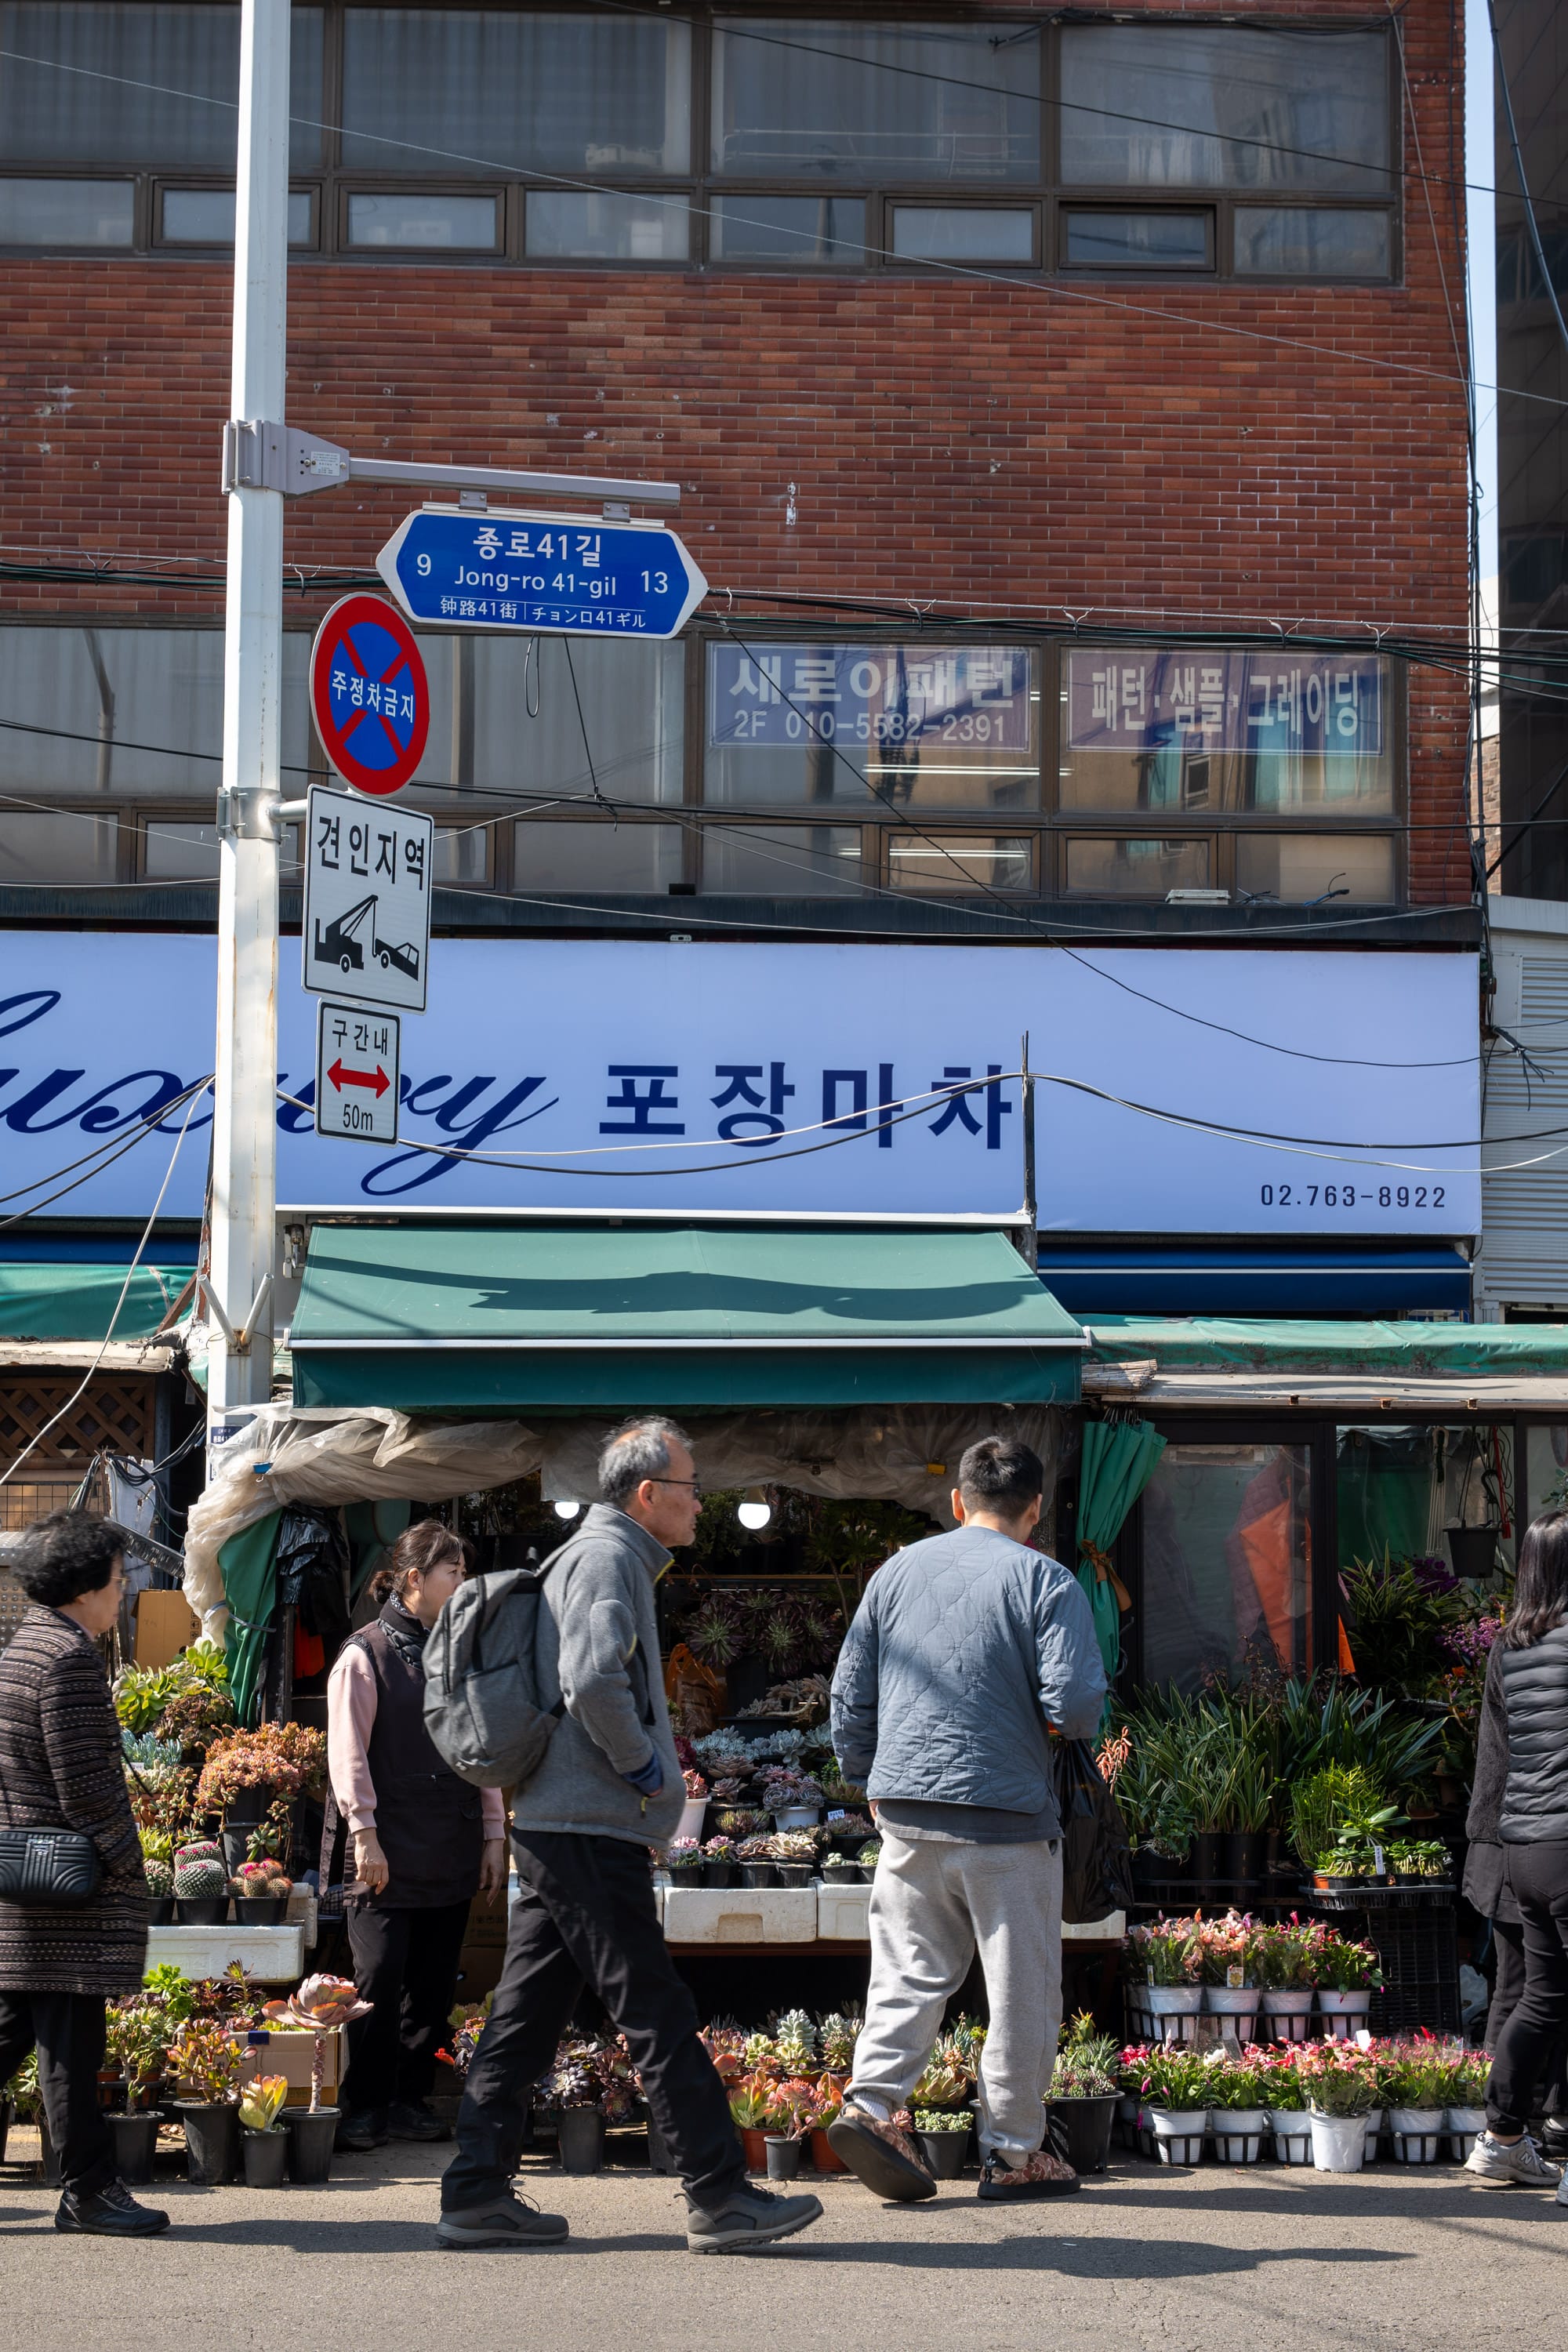 종로41길
9 Jong-ro 41-gil 13
钟路41街 | チョンロ41ギル
주정차금지
새로이패턴
2F 010-5582-2391
패턴·샘플·그레이딩
견인지역
구간내
50m
luxury 포장마차
02.763-8922